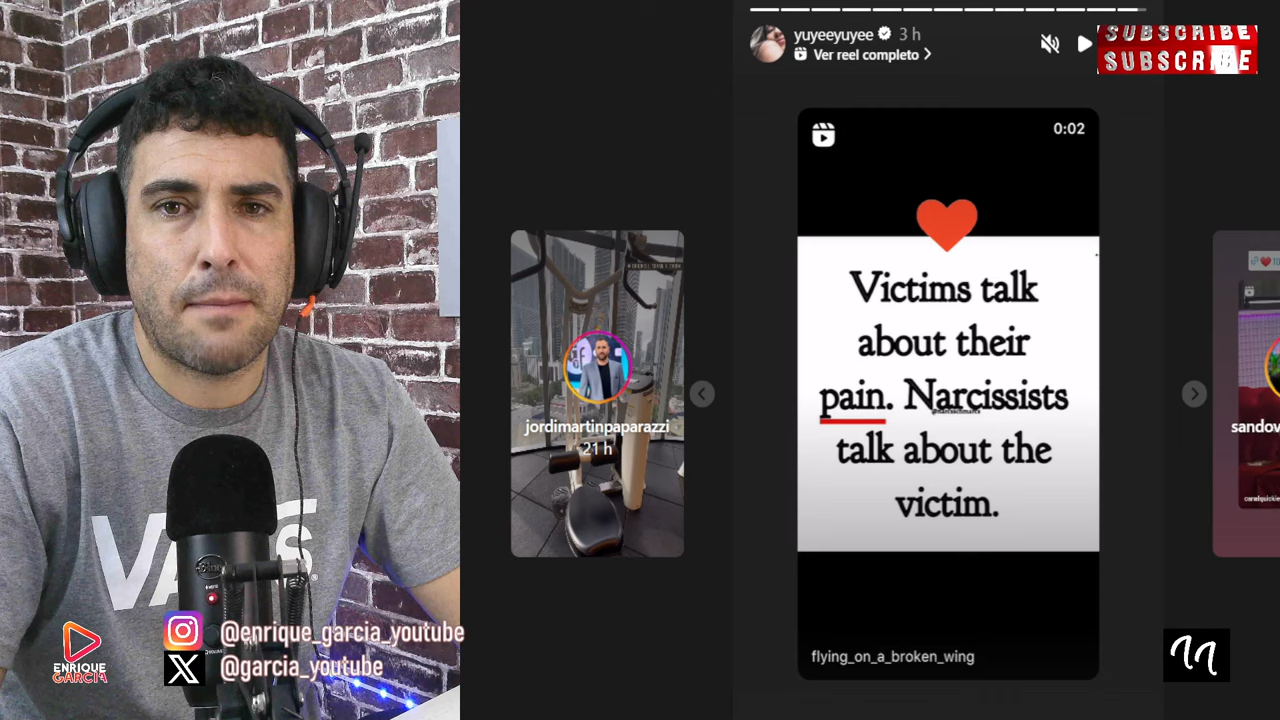 yuyeeyuyee 3 h
Ver reel completo
SUBSCRIBE
SUBSCRIBE
0:02
Victims talk
about their
pain. Narcissists
talk about the
victim.
flying_on_a_broken_wing
jordimartinpaparazzi
21 h
sandov
VANS
@enrique_garcia_youtube
@garcia_youtube
ENRIQUE
GARCIA